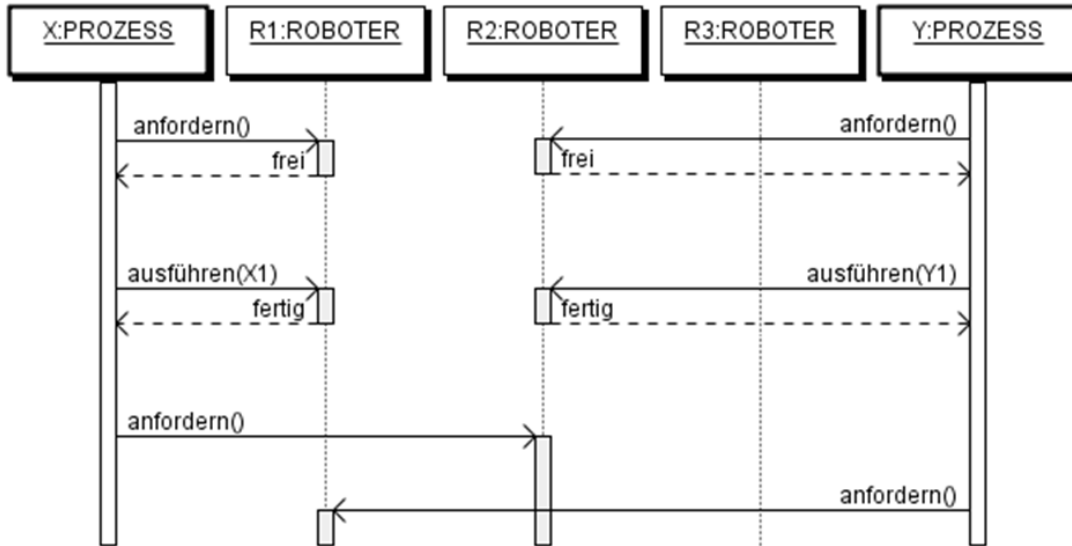 X:PROZESS
R1:ROBOTER
R2:ROBOTER
R3:ROBOTER
Y:PROZESS
anfordern()
anfordern()
frei
frei
ausführen(X1)
ausführen(Y1)
fertig
fertig
anfordern()
anfordern()